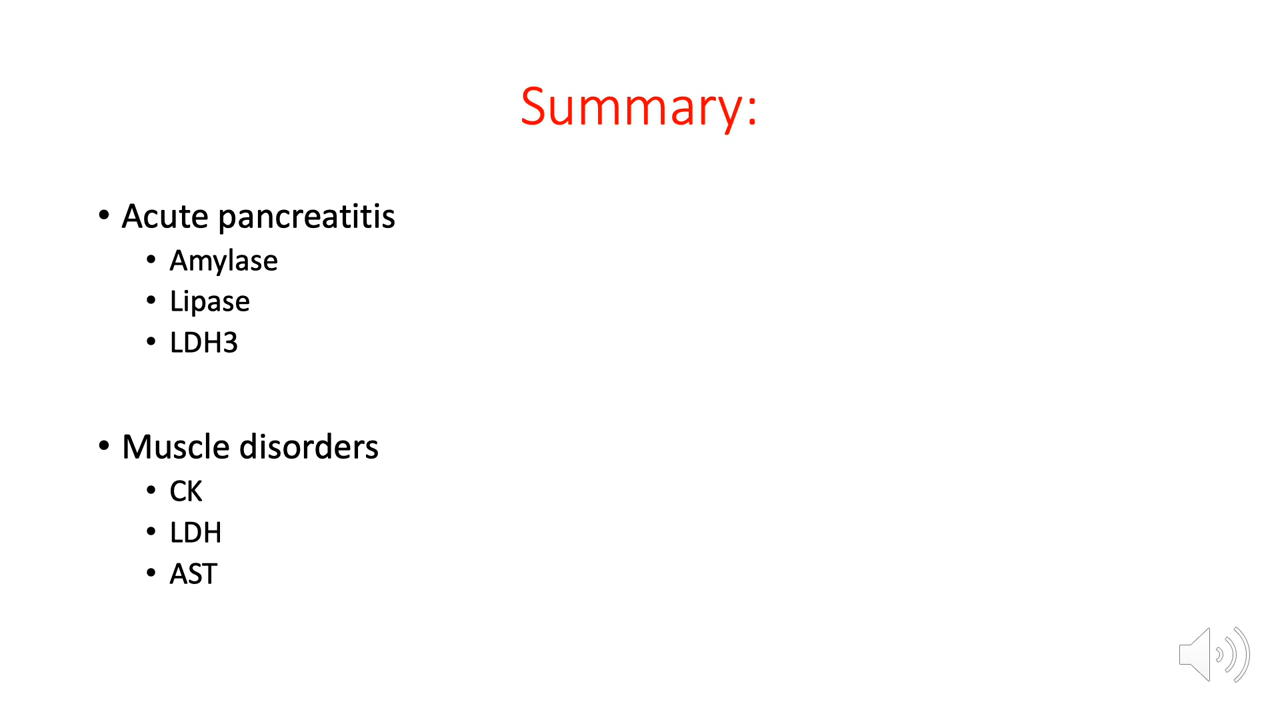 Summary:
• Acute pancreatitis
• Amylase
• Lipase
• LDH3
• Muscle disorders
• CK
• LDH
• AST